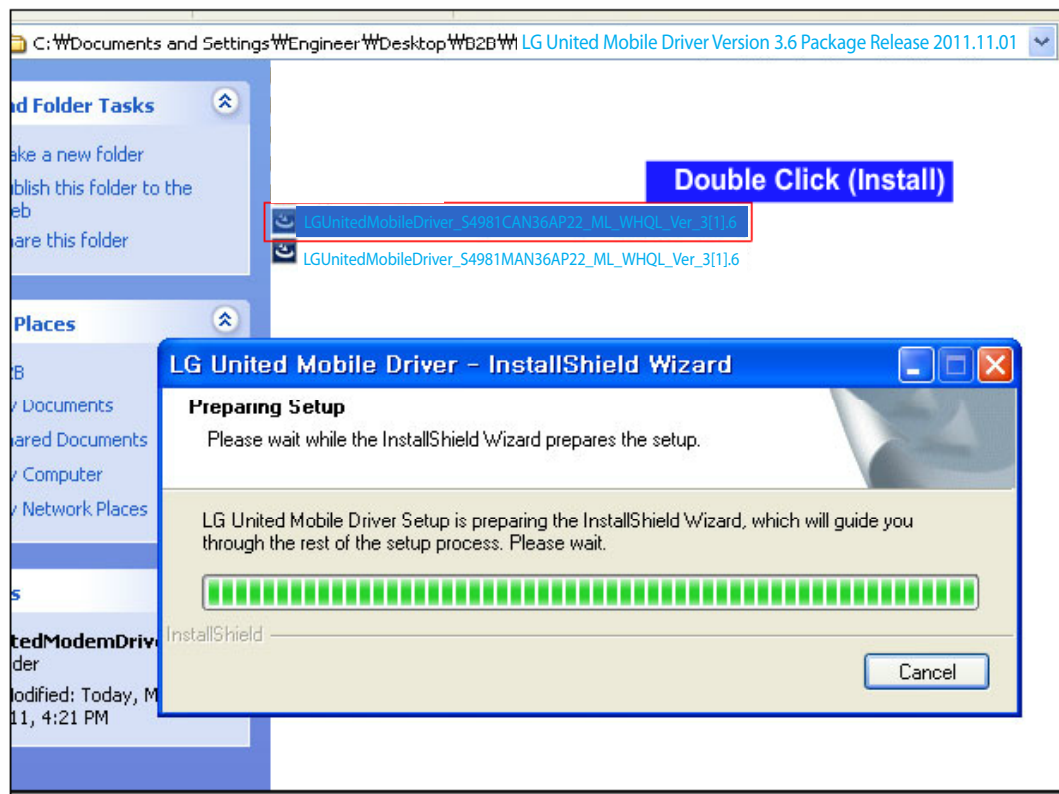 C:₩Documents and Settings₩Engineer₩Desktop₩B2B₩ LG United Mobile Driver Version 3.6 Package Release 2011.11.01
nd Folder Tasks
ake a new folder
ublish this folder to the
eb
are this folder
Double Click (Install)
LGUnitedMobileDriver_S4981CAN36AP22_ML_WHQL_Ver_3[1].6
LGUnitedMobileDriver_S4981MAN36AP22_ML_WHQL_Ver_3[1].6
Places
2B
y Documents
ared Documents
y Computer
y Network Places
s
tedModemDrive
der
odified: Today, M
11, 4:21 PM
LG United Mobile Driver - InstallShield Wizard
Preparing Setup
Please wait while the InstallShield Wizard prepares the setup.
LG United Mobile Driver Setup is preparing the InstallShield Wizard, which will guide you
through the rest of the setup process. Please wait.
InstallShield
Cancel